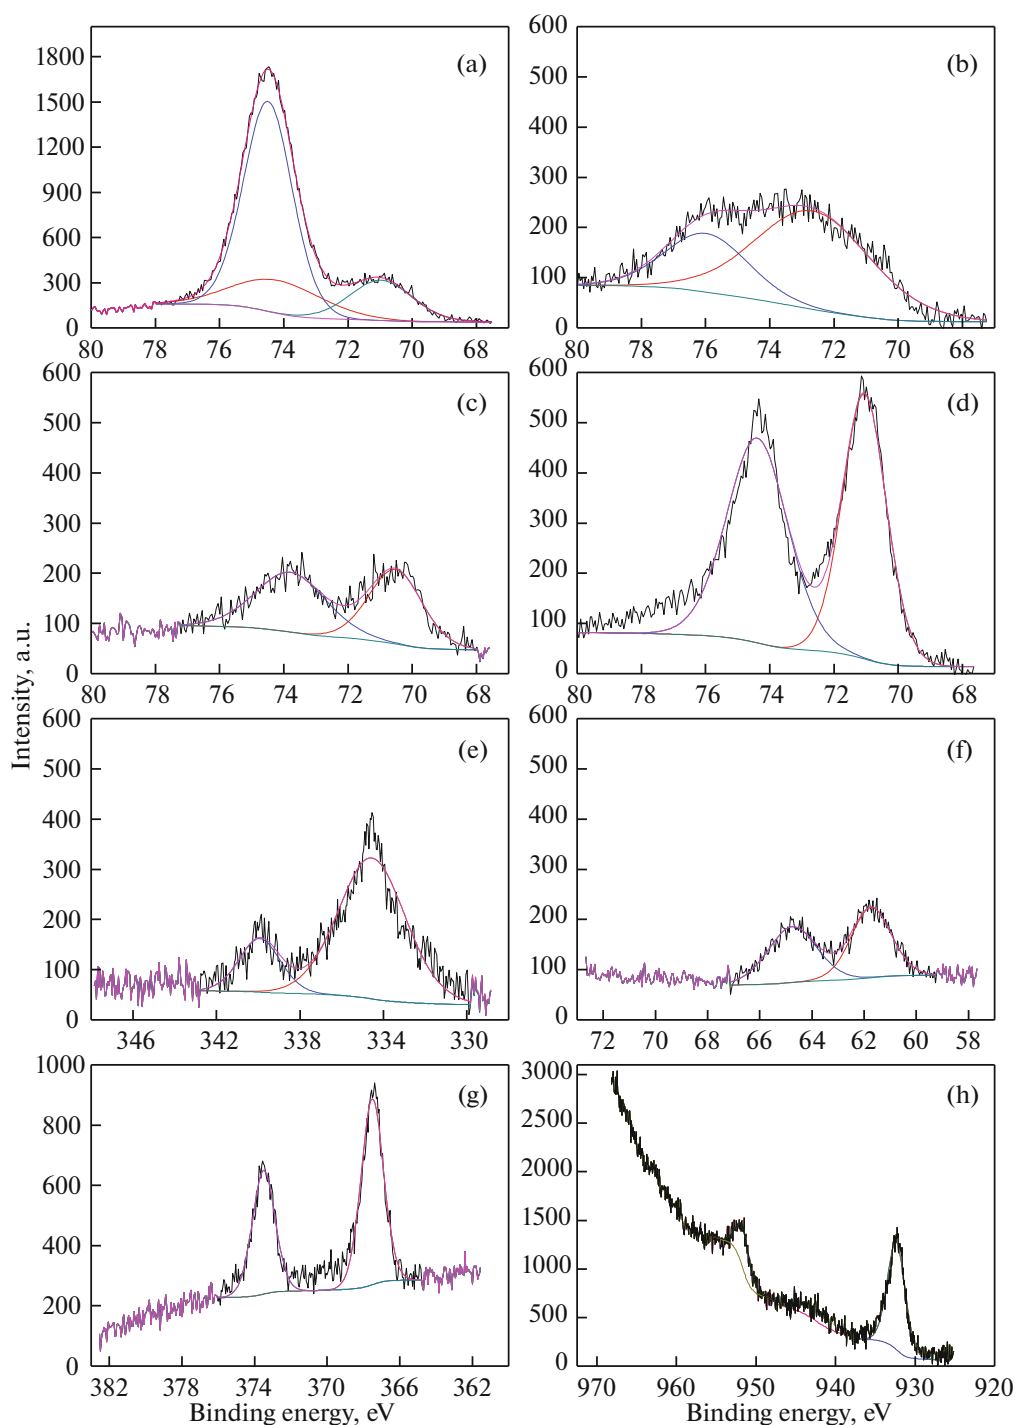 1800
1500
1200
900
600
300
0
(a)
80 78 76 74 72 70 68
600
500
400
300
200
100
0
(b)
80 78 76 74 72 70 68
600
500
400
300
200
100
0
(c)
80 78 76 74 72 70 68
600
500
400
300
200
100
0
(d)
80 78 76 74 72 70 68
Intensity, a.u.
600
500
400
300
200
100
0
(e)
346 342 338 334 330
600
500
400
300
200
100
0
(f)
72 70 68 66 64 62 60 58
1000
800
600
400
200
0
(g)
382 378 374 370 366 362
Binding energy, eV
3000
2500
2000
1500
1000
500
0
(h)
970 960 950 940 930 920
Binding energy, eV